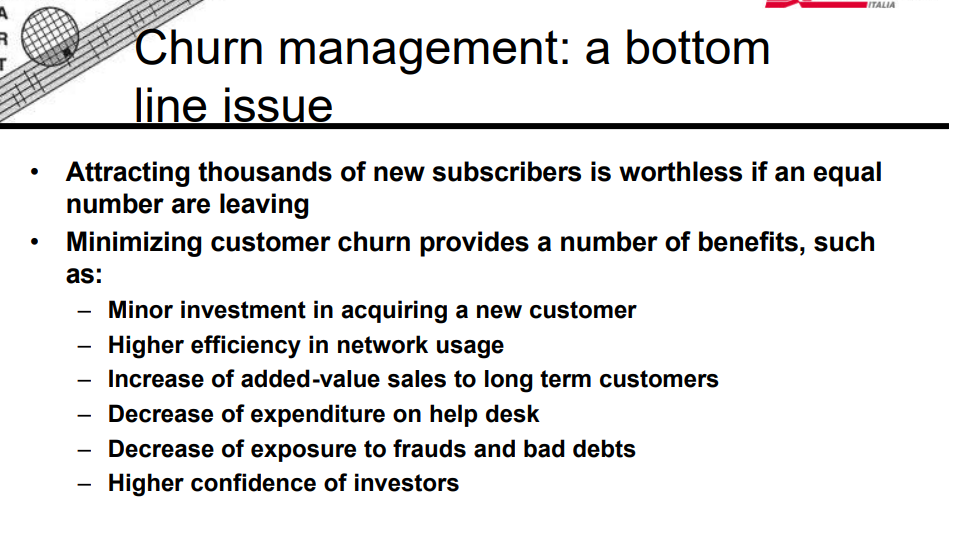 A
R
T
ITALIA
Churn management: a bottom
line issue
• Attracting thousands of new subscribers is worthless if an equal
number are leaving
• Minimizing customer churn provides a number of benefits, such
as:
– Minor investment in acquiring a new customer
– Higher efficiency in network usage
– Increase of added-value sales to long term customers
– Decrease of expenditure on help desk
– Decrease of exposure to frauds and bad debts
– Higher confidence of investors